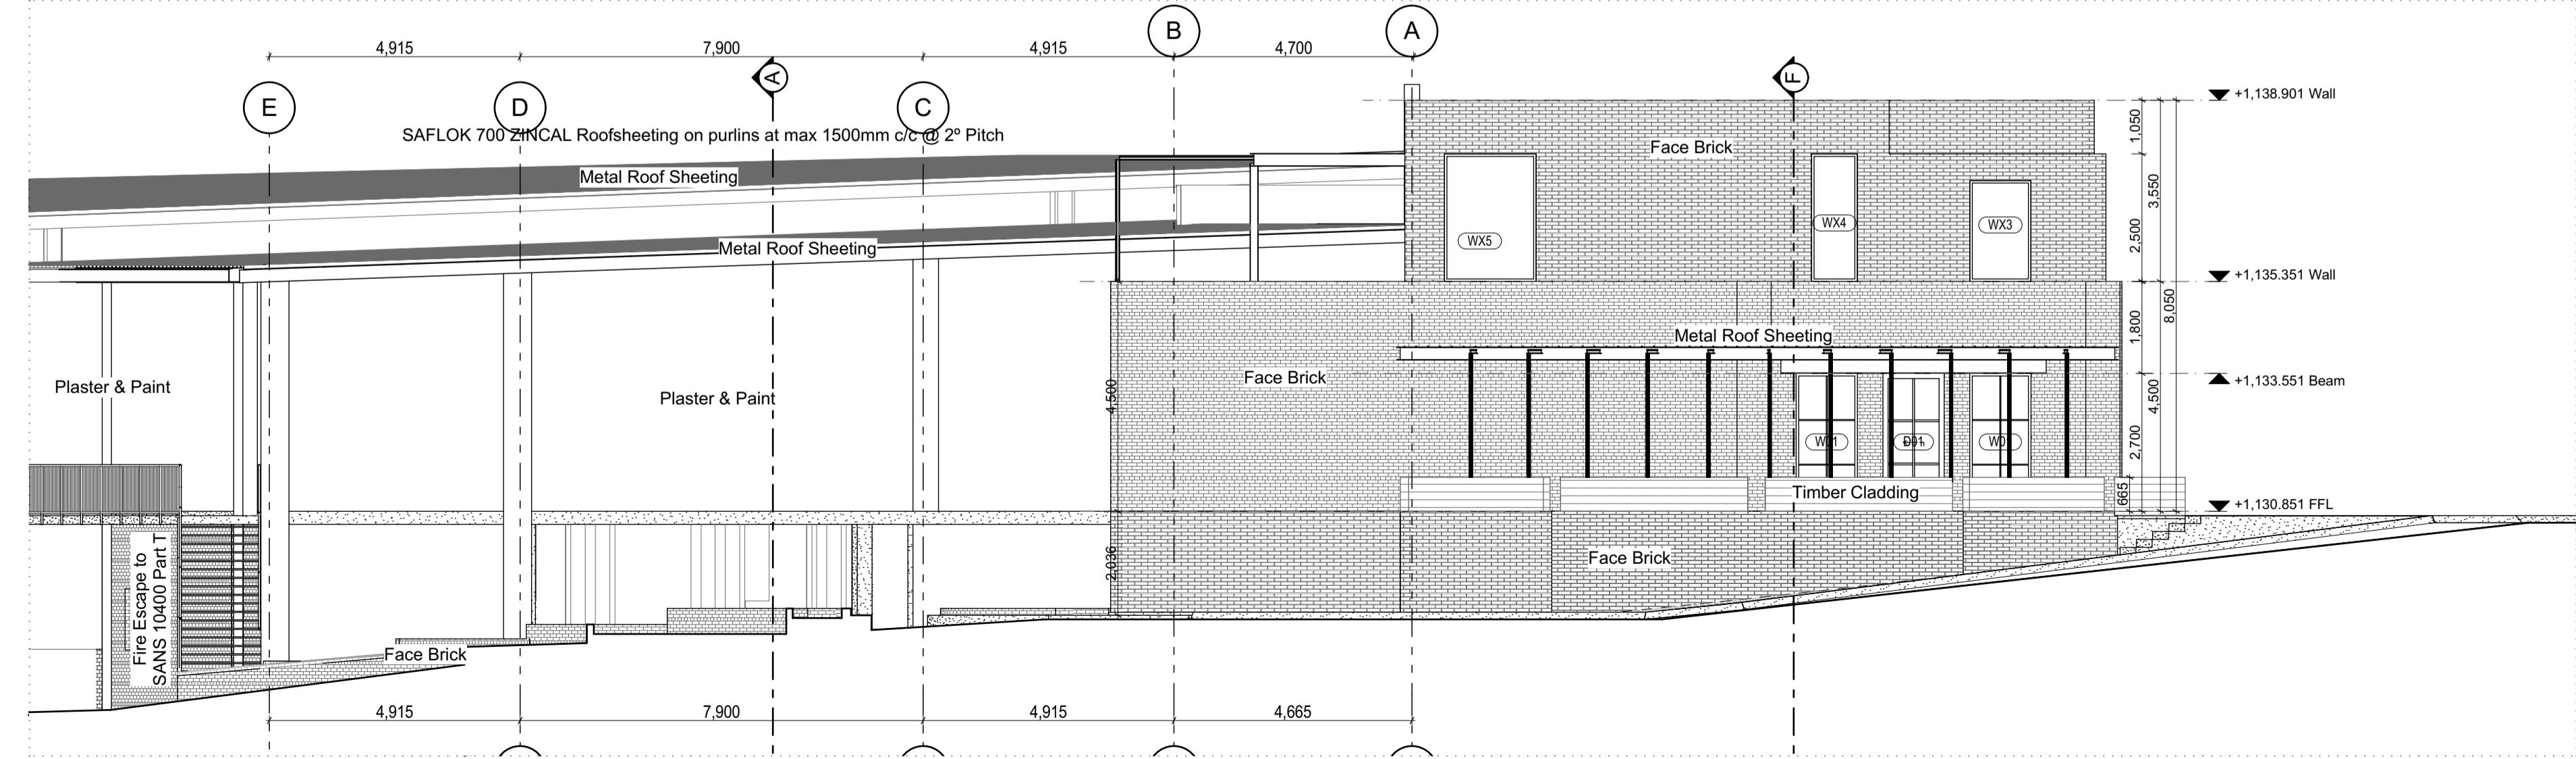 B
A
4,915
7,900
4,915
4,700
E
D
A
C
F
+1,138.901 Wall
SAFLOK 700 ZINCAL Roofsheeting on purlins at max 1500mm c/c @ 2º Pitch
Face Brick
1,050
Metal Roof Sheeting
3,550
WX5
WX4
WX3
2,500
Metal Roof Sheeting
+1,135.351 Wall
8,050
1,800
Metal Roof Sheeting
Plaster & Paint
Plaster & Paint
4,500
Face Brick
+1,133.551 Beam
4,500
W01
D01
W01
2,700
Timber Cladding
665
+1,130.851 FFL
Fire Escape to
SANS 10400 Part T
2,036
Face Brick
Face Brick
4,915
7,900
4,915
4,665